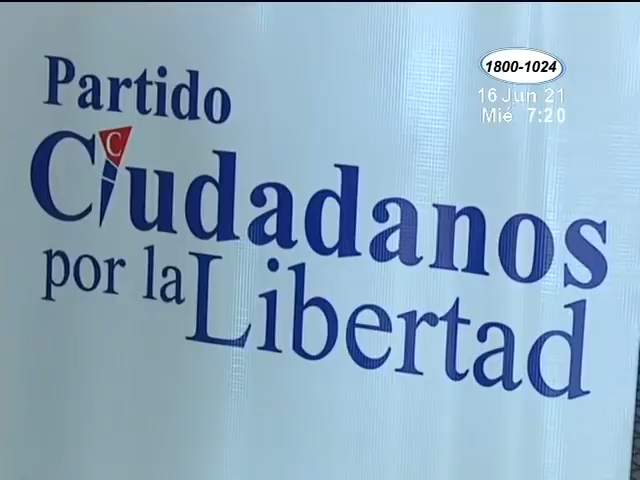 1800-1024
16 Jun 21
Mié 7:20
Partido
Ciudadanos
por la Libertad
C